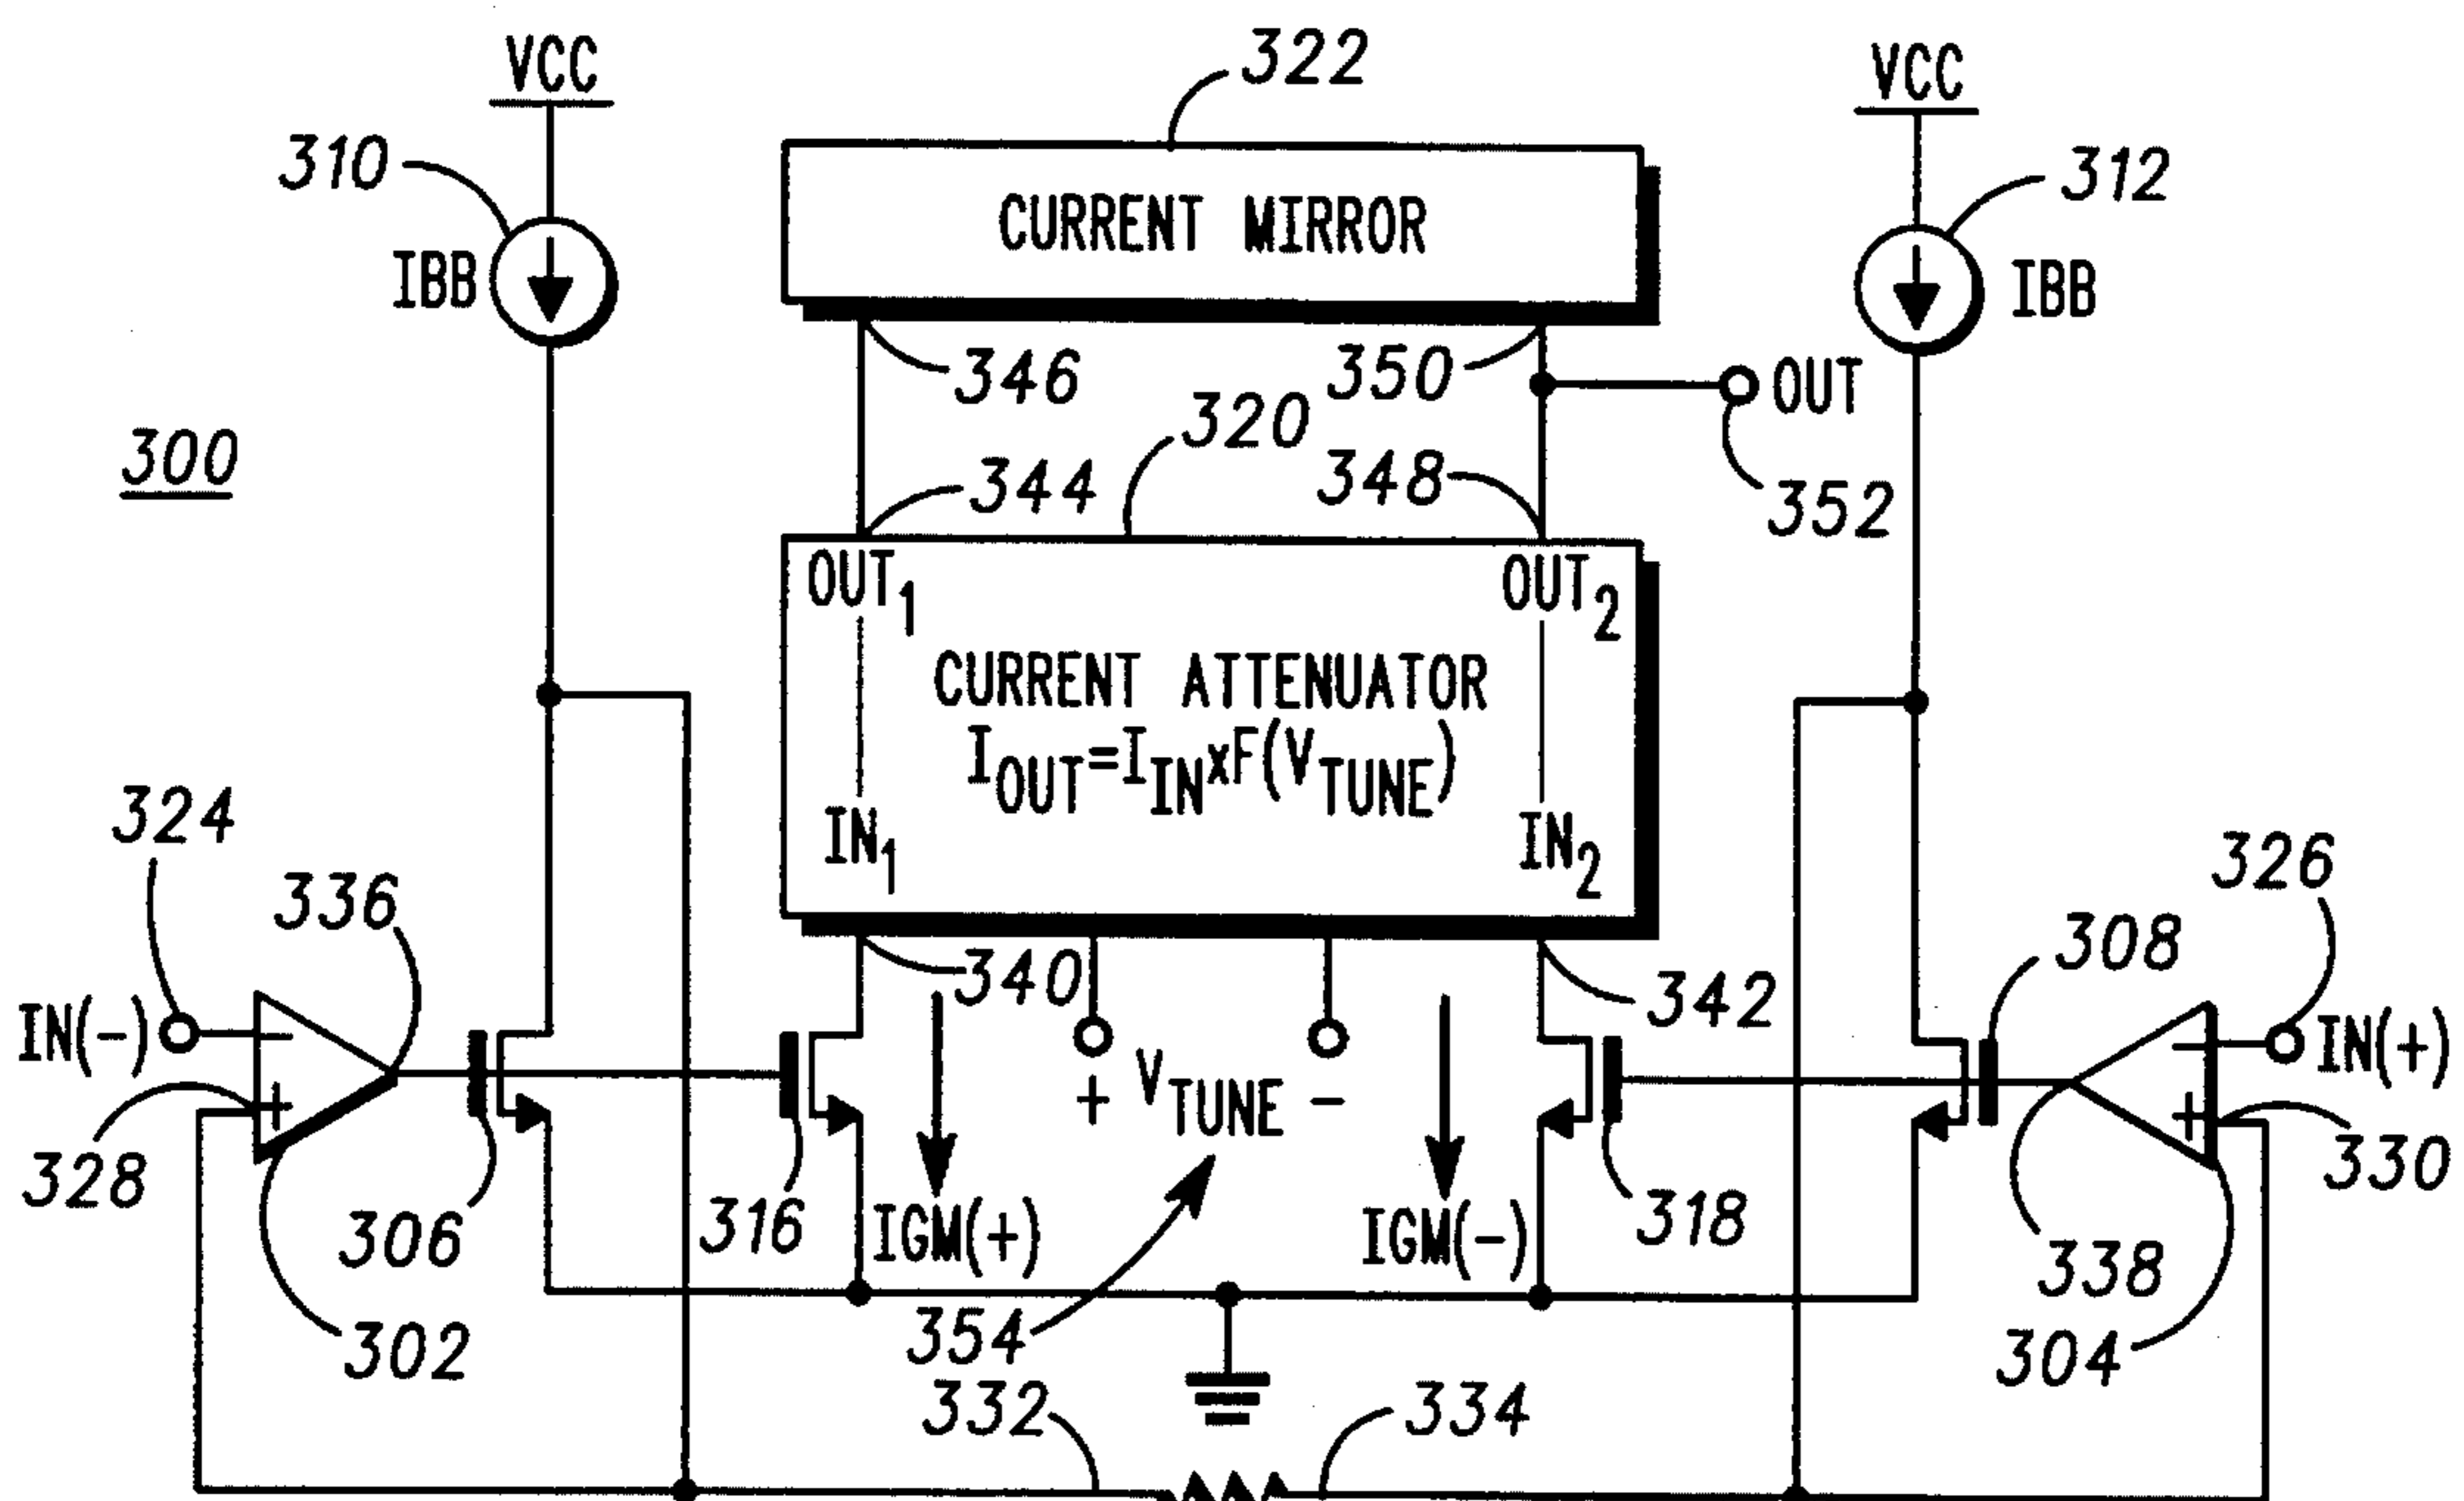 VCC
322
VCC
310
312
CURRENT MIRROR
IBB
IBB
346
350
OUT
320
300
344
348
352
OUT1
OUT2
CURRENT ATTENUATOR
IOUT=IINxF(VTUNE)
324
IN1
IN2
326
336
308
340
342
IN(-)
-
+
+ VTUNE -
-
+
IN(+)
328
330
306
316
IGM(+)
IGM(-)
318
338
302
354
304
332
334